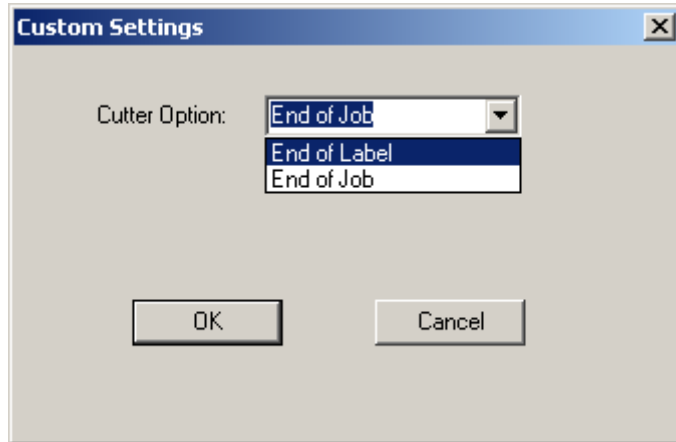 Custom Settings
Cutter Option: End of Job
End of Label
End of Job
OK Cancel